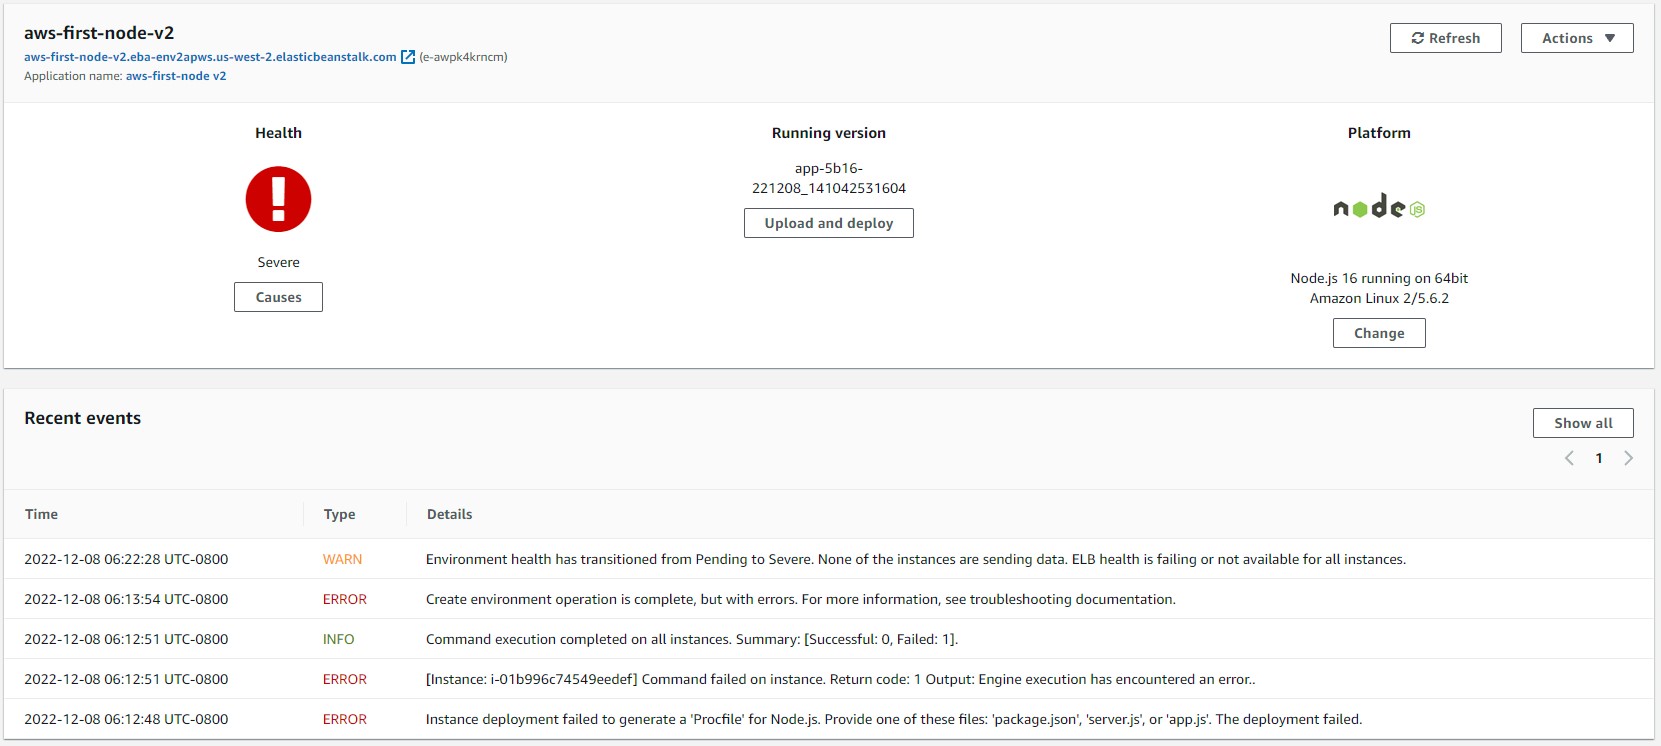 aws-first-node-v2
aws-first-node-v2.eba-env2apws.us-west-2.elasticbeanstalk.com (e-awpk4krncm)
Application name: aws-first-node v2
Refresh
Actions
Health
Severe
Causes
Running version
app-5b16-
221208_141042531604
Upload and deploy
Platform
node JS
Node.js 16 running on 64bit
Amazon Linux 2/5.6.2
Change
Recent events
Show all
1
Time Type Details
2022-12-08 06:22:28 UTC-0800 WARN Environment health has transitioned from Pending to Severe. None of the instances are sending data. ELB health is failing or not available for all instances.
2022-12-08 06:13:54 UTC-0800 ERROR Create environment operation is complete, but with errors. For more information, see troubleshooting documentation.
2022-12-08 06:12:51 UTC-0800 INFO Command execution completed on all instances. Summary: [Successful: 0, Failed: 1].
2022-12-08 06:12:51 UTC-0800 ERROR [Instance: i-01b996c74549eedef] Command failed on instance. Return code: 1 Output: Engine execution has encountered an error..
2022-12-08 06:12:48 UTC-0800 ERROR Instance deployment failed to generate a 'Procfile' for Node.js. Provide one of these files: 'package.json', 'server.js', or 'app.js'. The deployment failed.